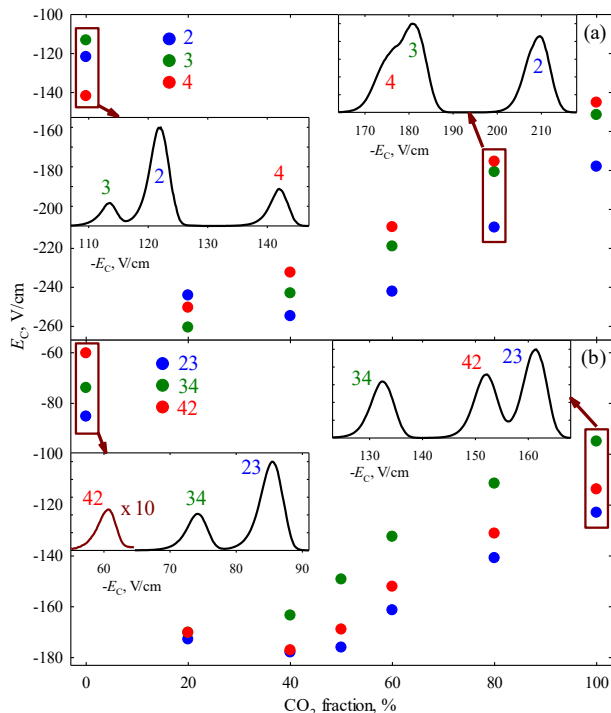 (a)
-100
-120
-140
-160
-180
-200
-220
-240
-260
2
3
4
4
3
2
170 180 190 200 210
-E_C, V/cm
3
2
4
110 120 130 140
-E_C, V/cm
E_C, V/cm
(b)
-60
-80
-100
-120
-140
-160
-180
23
34
42
34
42
23
130 140 150 160
-E_C, V/cm
42
x 10
34
23
60 70 80 90
-E_C, V/cm
0 20 40 60 80 100
CO2 fraction, %